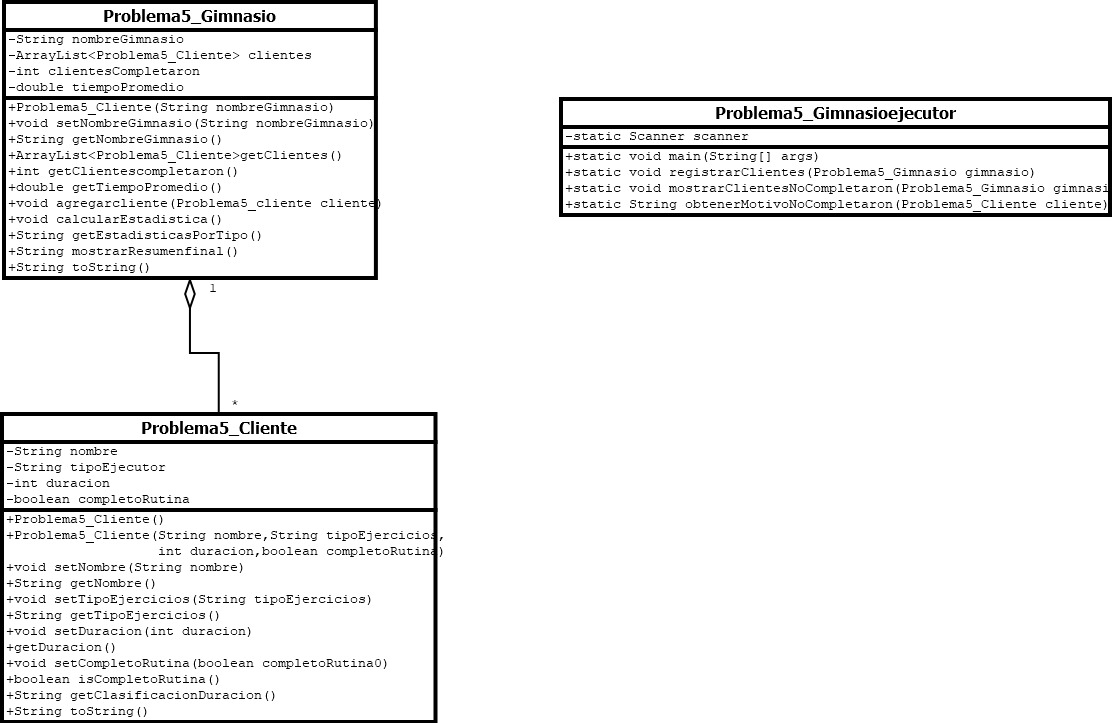 Problema5_Gimnasio
-String nombreGimnasio
-ArrayList<Problema5_Cliente> clientes
-int clientesCompletaron
-double tiempoPromedio
+Problema5_Cliente(String nombreGimnasio)
+void setNombreGimnasio(String nombreGimnasio)
+String getNombreGimnasio()
+ArrayList<Problema5_Cliente>getClientes()
+int getClientescompletaron()
+double getTiempoPromedio()
+void agregarcliente(Problema5_cliente cliente)
+void calcularEstadistica()
+String getEstadisticasPorTipo()
+String mostrarResumenfinal()
+String toString()
1
*
Problema5_Gimnasioejecutor
-static Scanner scanner
+static void main(String[] args)
+static void registrarClientes(Problema5_Gimnasio gimnasio)
+static void mostrarClientesNoCompletaron(Problema5_Gimnasio gimnasi
+static String obtenerMotivoNoCompletaron(Problema5_Cliente cliente)
Problema5_Cliente
-String nombre
-String tipoEjecutor
-int duracion
-boolean completoRutina
+Problema5_Cliente()
+Problema5_Cliente(String nombre,String tipoEjercicios,
int duracion,boolean completoRutina)
+void setNombre(String nombre)
+String getNombre()
+void setTipoEjercicios(String tipoEjercicios)
+String getTipoEjercicios()
+void setDuracion(int duracion)
+getDuracion()
+void setCompletoRutina(boolean completoRutina0)
+boolean isCompletoRutina()
+String getClasificacionDuracion()
+String toString()